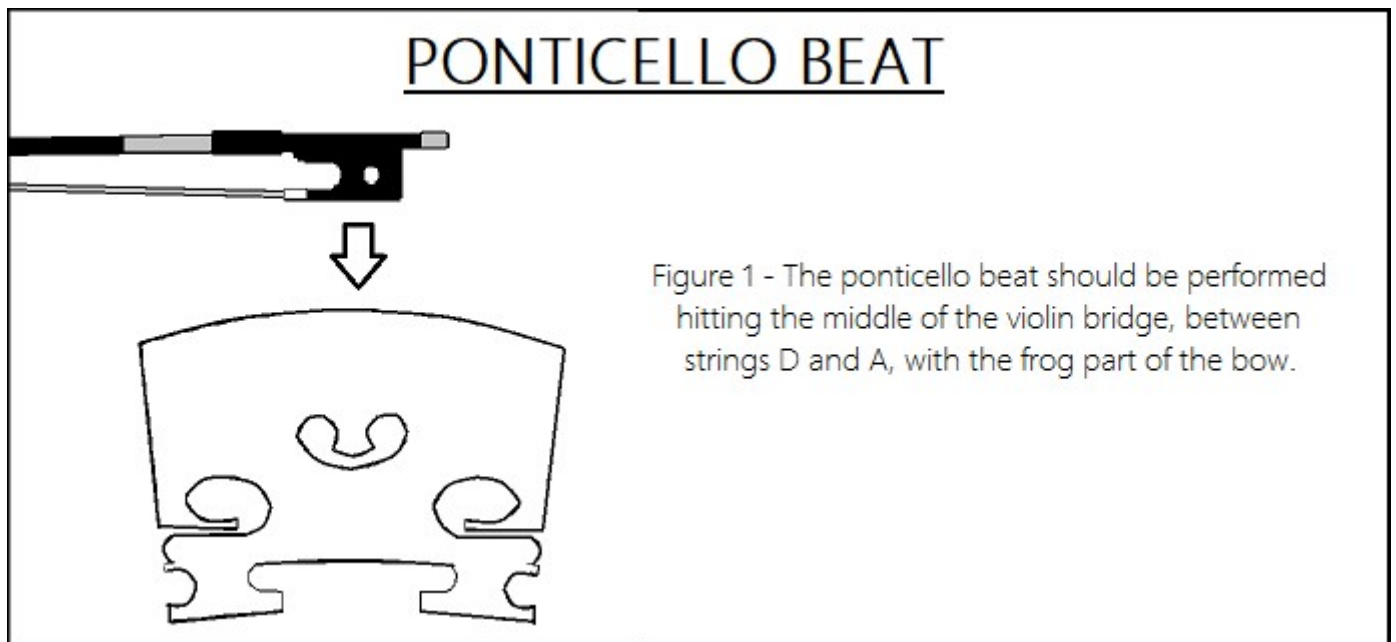 PONTICELLO BEAT
Figure 1 - The ponticello beat should be performed
hitting the middle of the violin bridge, between
strings D and A, with the frog part of the bow.